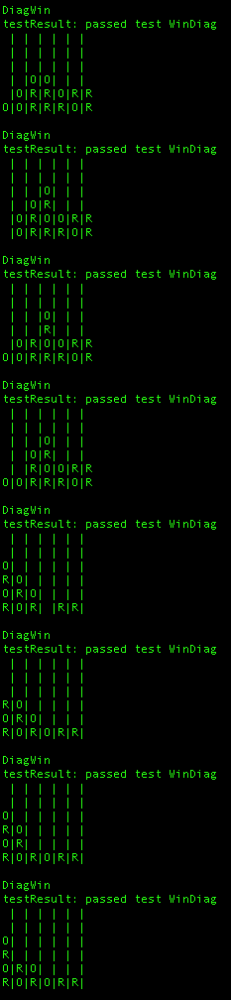 DiagWin
testResult: passed test WinDiag
 | | | | | |
 | | | | | |
 | | | | | |
 | |O|O| | |
 |O|R|R|O|R|R
O|O|R|R|R|O|R
DiagWin
testResult: passed test WinDiag
 | | | | | |
 | | | | | |
 | | |O| | |
 | |O|R| | |
 |O|R|O|O|R|R
 |O|R|R|R|O|R
DiagWin
testResult: passed test WinDiag
 | | | | | |
 | | | | | |
 | | |O| | |
 | | |R| | |
 |O|R|O|O|R|R
O|O|R|R|R|O|R
DiagWin
testResult: passed test WinDiag
 | | | | | |
 | | | | | |
 | | |O| | |
 | |O|R| | |
 | |R|O|O|R|R
O|O|R|R|R|O|R
DiagWin
testResult: passed test WinDiag
 | | | | | |
 | | | | | |
O| | | | | |
R|O| | | | |
O|R|O| | | |
R|O|R| |R|R|
DiagWin
testResult: passed test WinDiag
 | | | | | |
 | | | | | |
 | | | | | |
R|O| | | | |
O|R|O| | | |
R|O|R|O|R|R|
DiagWin
testResult: passed test WinDiag
 | | | | | |
 | | | | | |
O| | | | | |
R|O| | | | |
O|R| | | | |
R|O|R|O|R|R|
DiagWin
testResult: passed test WinDiag
 | | | | | |
 | | | | | |
O| | | | | |
R| | | | | |
O|R|O| | | |
R|O|R|O|R|R|